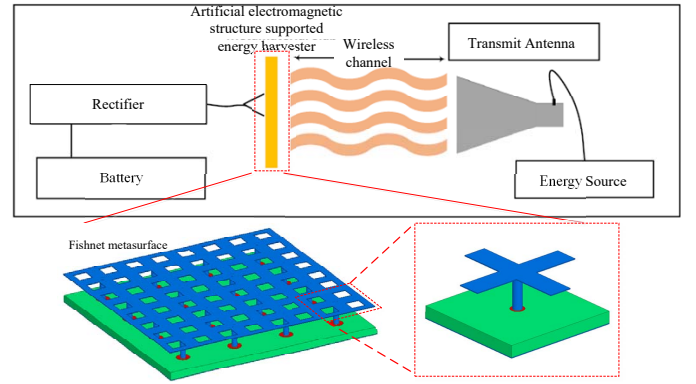 Artificial electromagnetic
structure supported
energy harvester
Wireless
channel
Transmit Antenna
Rectifier
Battery
Energy Source
Fishnet metasurface